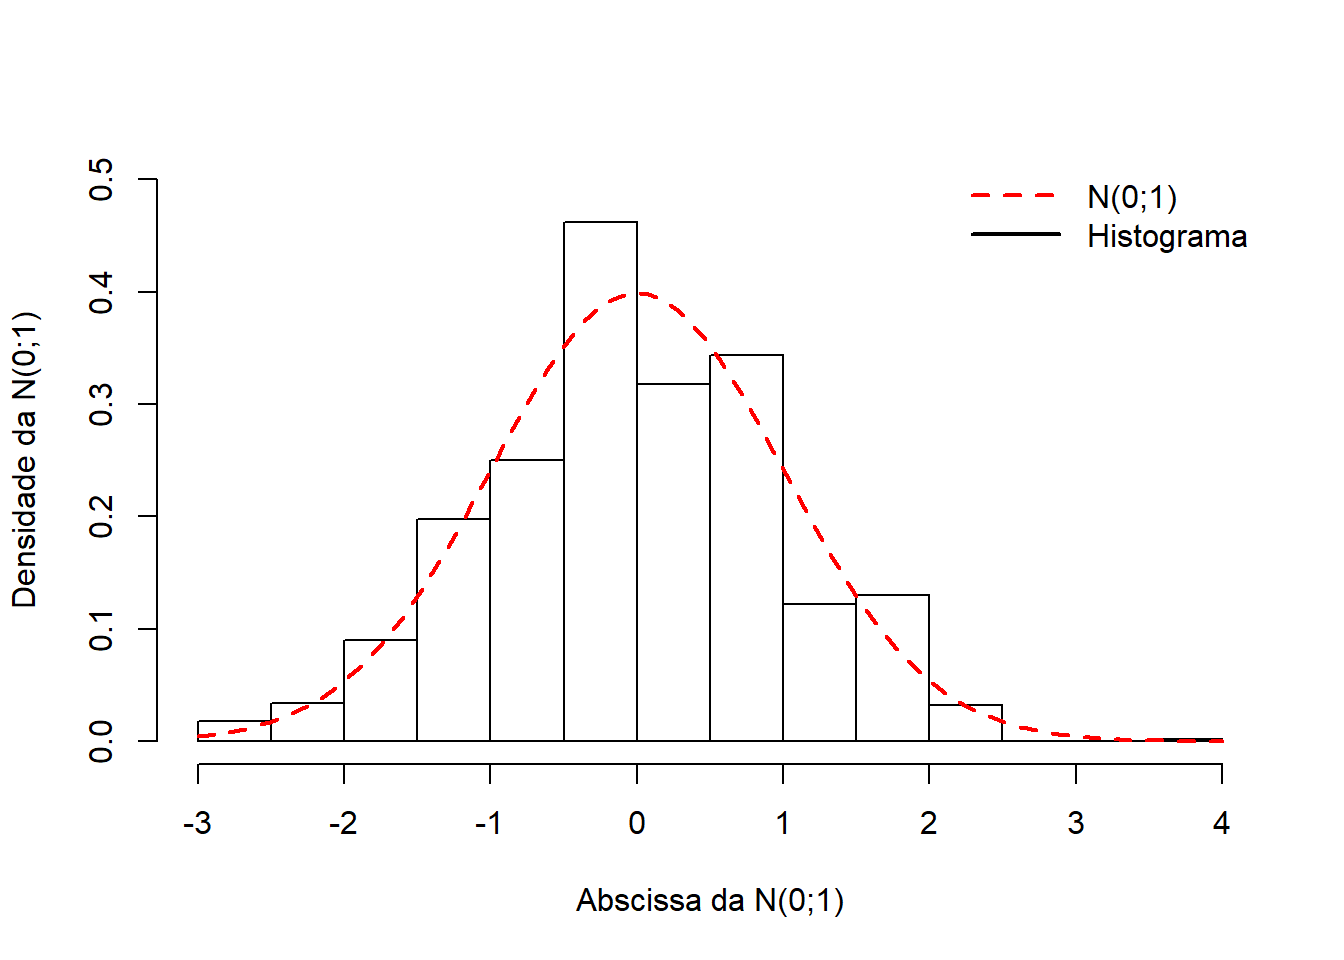 N(0;1)
Histograma
Densidade da N(0;1)
0.5
0.4
0.3
0.2
0.1
0.0
-3 -2 -1 0 1 2 3 4
Abscissa da N(0;1)